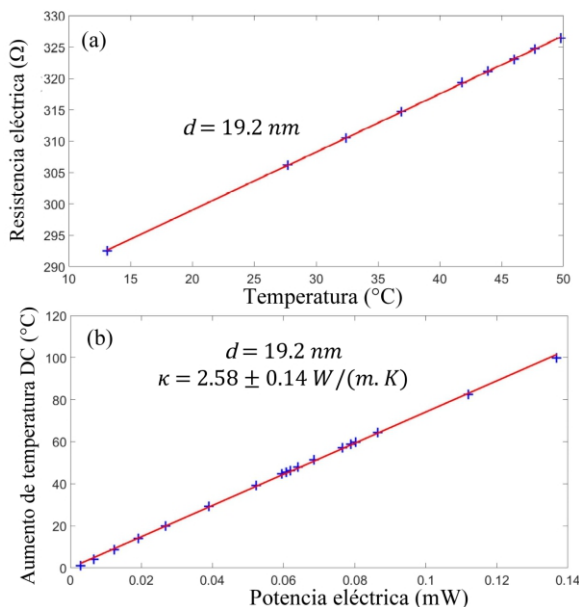 (a)
Resistencia eléctrica (Ω)
330
325
320
315
310
305
300
295
290
d = 19.2 nm
10 15 20 25 30 35 40 45 50
Temperatura (°C)
(b)
Aumento de temperatura DC (°C)
120
100
80
60
40
20
0
d = 19.2 nm
κ = 2.58 ± 0.14 W/(m. K)
0 0.02 0.04 0.06 0.08 0.1 0.12 0.14
Potencia eléctrica (mW)